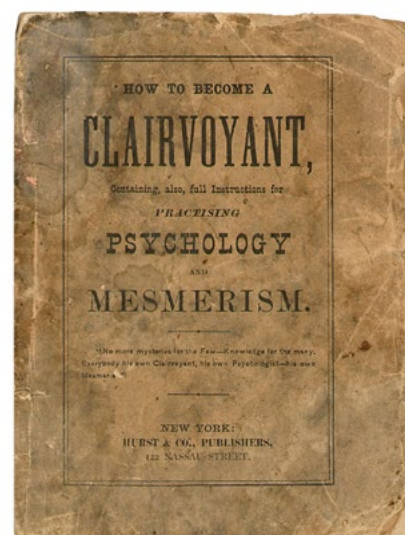 HOW TO BECOME A
CLAIRVOYANT,
Containing, also, full Instructions for
PRACTISING
PSYCHOLOGY
AND
MESMERISM.
"No more mysteries for the Few—Knowledge for the many.
Everybody his own Clairvoyant, his own Psychologist—his own
NEW YORK:
HURST & CO., PUBLISHERS,
122 NASSAU STREET.